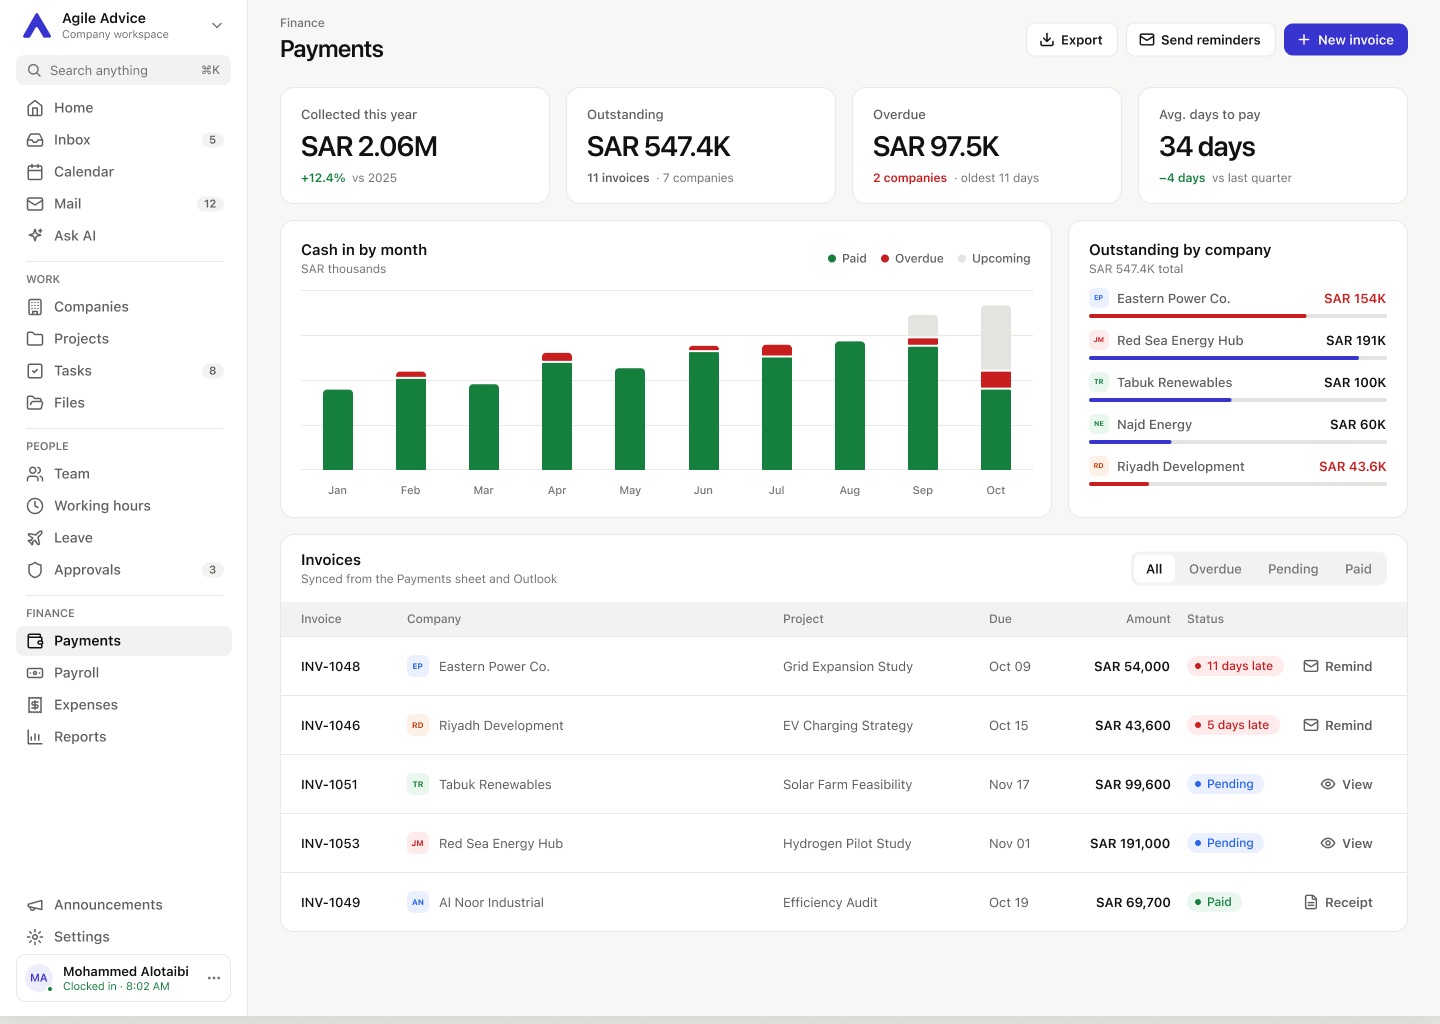 Agile Advice
Company workspace
Search anything ⌘K
Home
Inbox 5
Calendar
Mail 12
Ask AI
WORK
Companies
Projects
Tasks 8
Files
PEOPLE
Team
Working hours
Leave
Approvals 3
FINANCE
Payments
Payroll
Expenses
Reports
Announcements
Settings
MA
Mohammed Alotaibi
Clocked in · 8:02 AM
Finance
Payments
Export
Send reminders
New invoice
Collected this year
SAR 2.06M
+12.4% vs 2025
Outstanding
SAR 547.4K
11 invoices · 7 companies
Overdue
SAR 97.5K
2 companies · oldest 11 days
Avg. days to pay
34 days
−4 days vs last quarter
Cash in by month
SAR thousands
Paid Overdue Upcoming
Jan Feb Mar Apr May Jun Jul Aug Sep Oct
Outstanding by company
SAR 547.4K total
EP Eastern Power Co. SAR 154K
JM Red Sea Energy Hub SAR 191K
TR Tabuk Renewables SAR 100K
NE Najd Energy SAR 60K
RD Riyadh Development SAR 43.6K
Invoices
Synced from the Payments sheet and Outlook
All Overdue Pending Paid
Invoice Company Project Due Amount Status
INV-1048 EP Eastern Power Co. Grid Expansion Study Oct 09 SAR 54,000 11 days late Remind
INV-1046 RD Riyadh Development EV Charging Strategy Oct 15 SAR 43,600 5 days late Remind
INV-1051 TR Tabuk Renewables Solar Farm Feasibility Nov 17 SAR 99,600 Pending View
INV-1053 JM Red Sea Energy Hub Hydrogen Pilot Study Nov 01 SAR 191,000 Pending View
INV-1049 AN Al Noor Industrial Efficiency Audit Oct 19 SAR 69,700 Paid Receipt